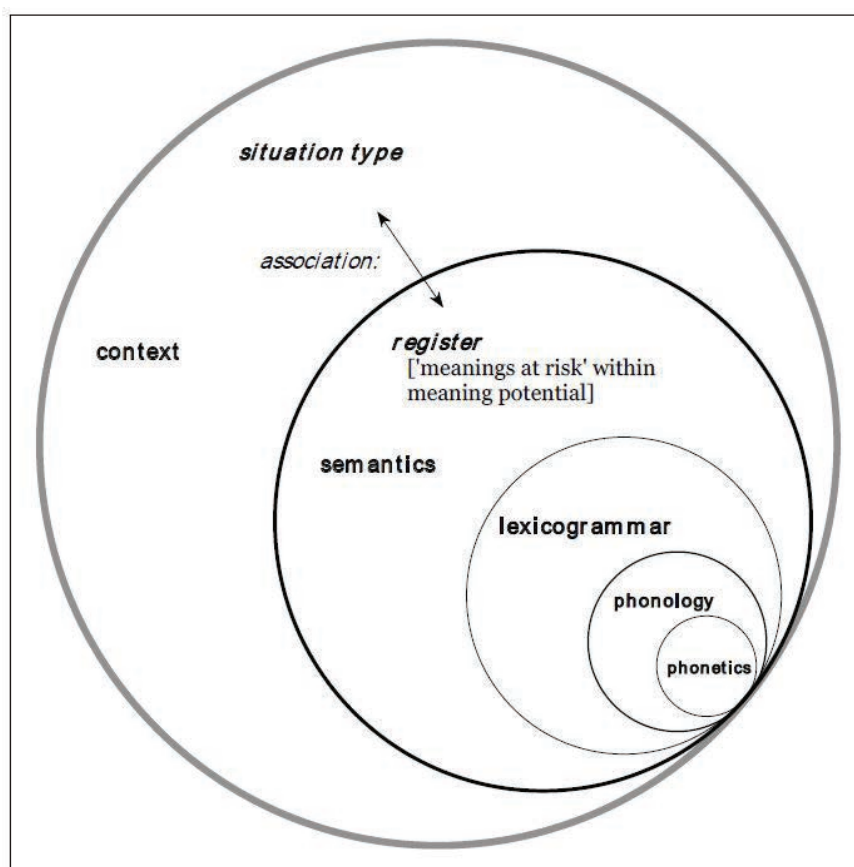 situation type
association:
register
['meanings at risk' within
meaning potential]
context
semantics
lexicogrammar
phonology
phonetics